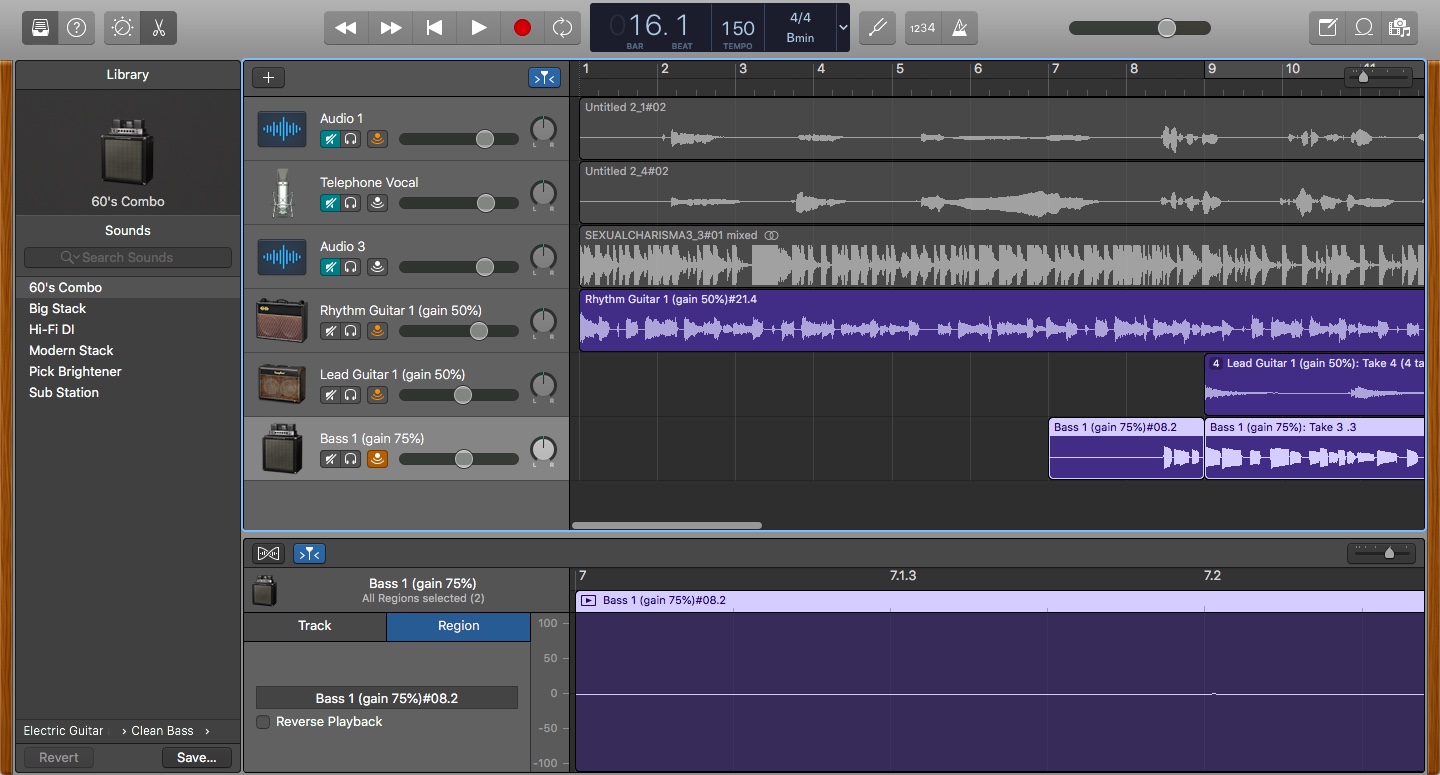 016.1
BAR
BEAT
150
TEMPO
4/4
Bmin
1234
Library
60's Combo
Sounds
Search Sounds
60's Combo
Big Stack
Hi-Fi DI
Modern Stack
Pick Brightener
Sub Station
Electric Guitar
Clean Bass
Revert
Save...
1 2 3 4 5 6 7 8 9 10 11
Audio 1
L R
Untitled 2_1#02
Telephone Vocal
L R
Untitled 2_4#02
Audio 3
L R
SEXUALCHARISMA3_3#01 mixed
Rhythm Guitar 1 (gain 50%)
L R
Rhythm Guitar 1 (gain 50%)#21.4
Lead Guitar 1 (gain 50%)
L R
4 Lead Guitar 1 (gain 50%): Take 4 (4 ta
Bass 1 (gain 75%)
L R
Bass 1 (gain 75%)#08.2
Bass 1 (gain 75%): Take 3 .3
Bass 1 (gain 75%)
All Regions selected (2)
Track
Region
Bass 1 (gain 75%)#08.2
Reverse Playback
7 7.1.3 7.2
Bass 1 (gain 75%)#08.2
100
50
0
-50
-100